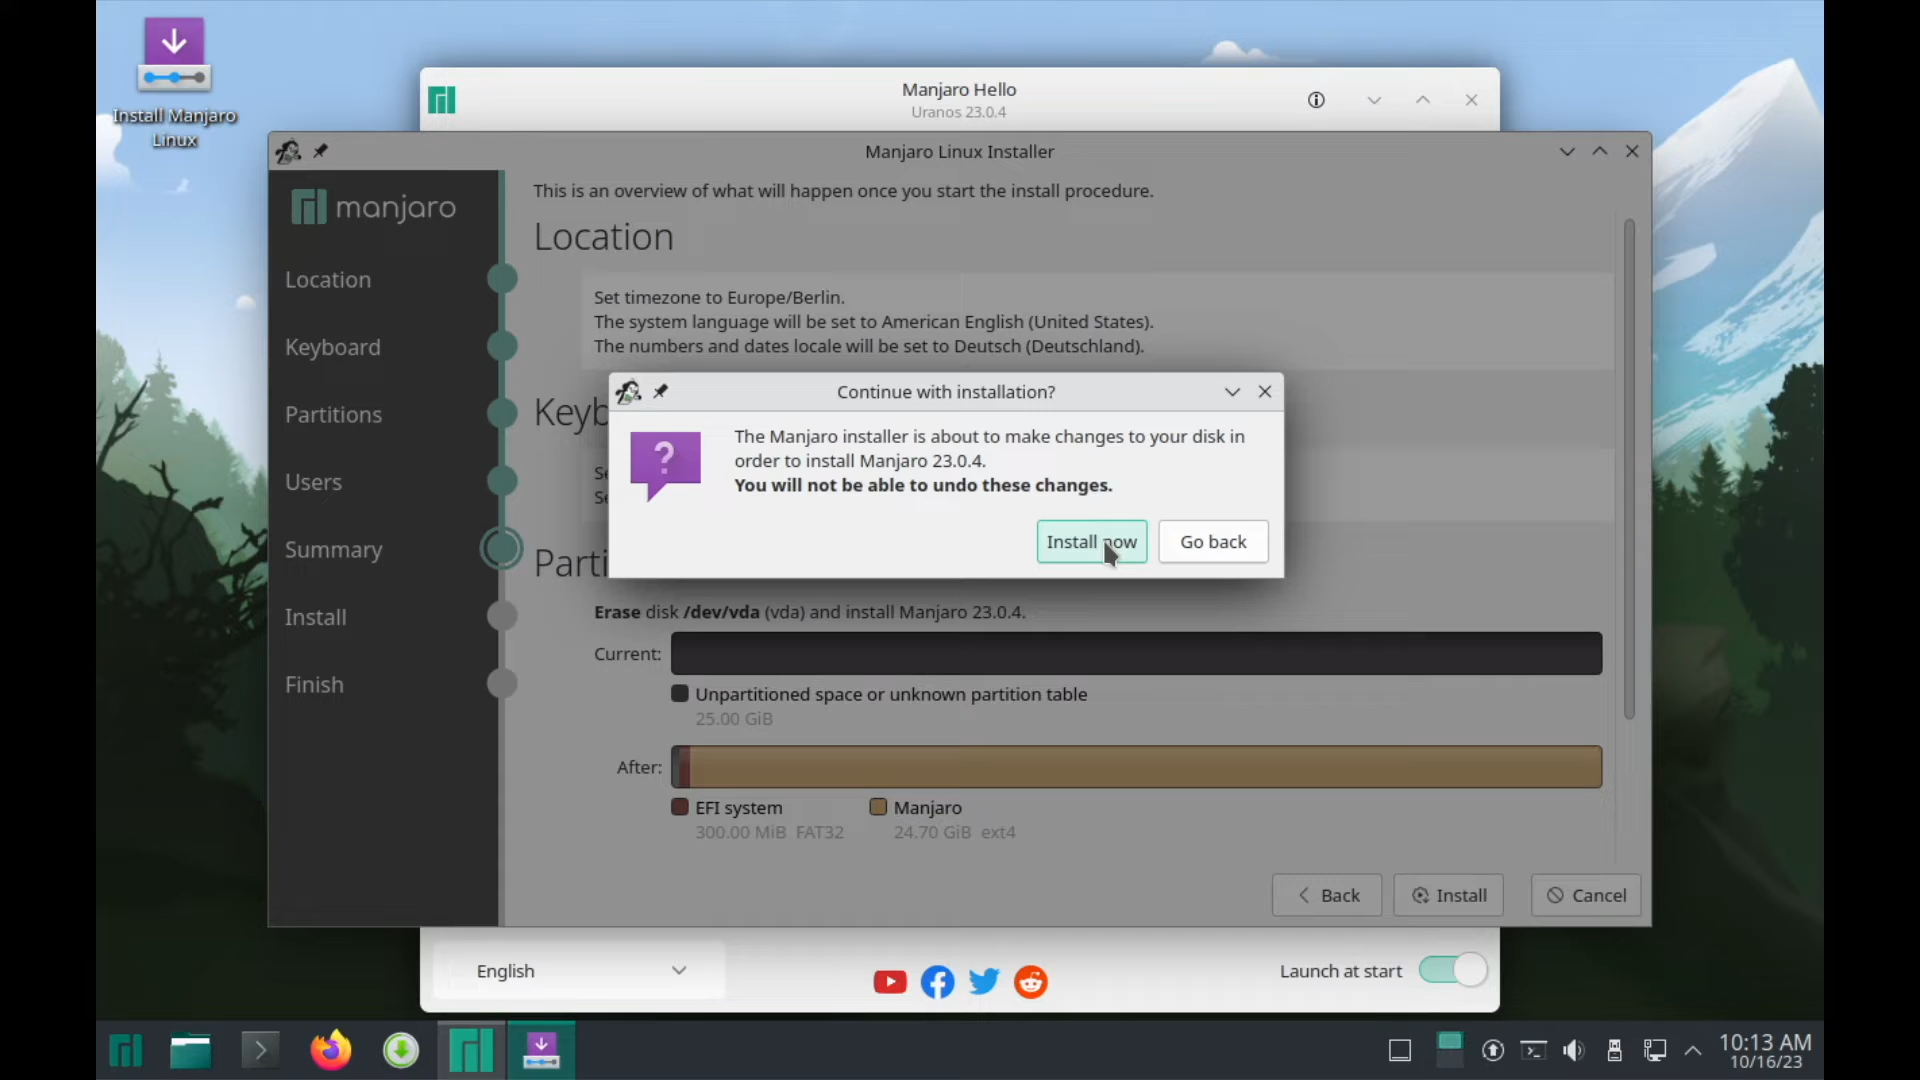 Install Manjaro
Linux
Manjaro Hello
Uranos 23.0.4
Manjaro Linux Installer
manjaro
Location
Keyboard
Partitions
Users
Summary
Install
Finish
This is an overview of what will happen once you start the install procedure.
Location
Set timezone to Europe/Berlin.
The system language will be set to American English (United States).
The numbers and dates locale will be set to Deutsch (Deutschland).
Continue with installation?
The Manjaro installer is about to make changes to your disk in
order to install Manjaro 23.0.4.
You will not be able to undo these changes.
Install now
Go back
Erase disk /dev/vda (vda) and install Manjaro 23.0.4.
Current:
Unpartitioned space or unknown partition table
25.00 GiB
After:
EFI system
300.00 MiB FAT32
Manjaro
24.70 GiB ext4
Back
Install
Cancel
English
Launch at start
10:13 AM
10/16/23